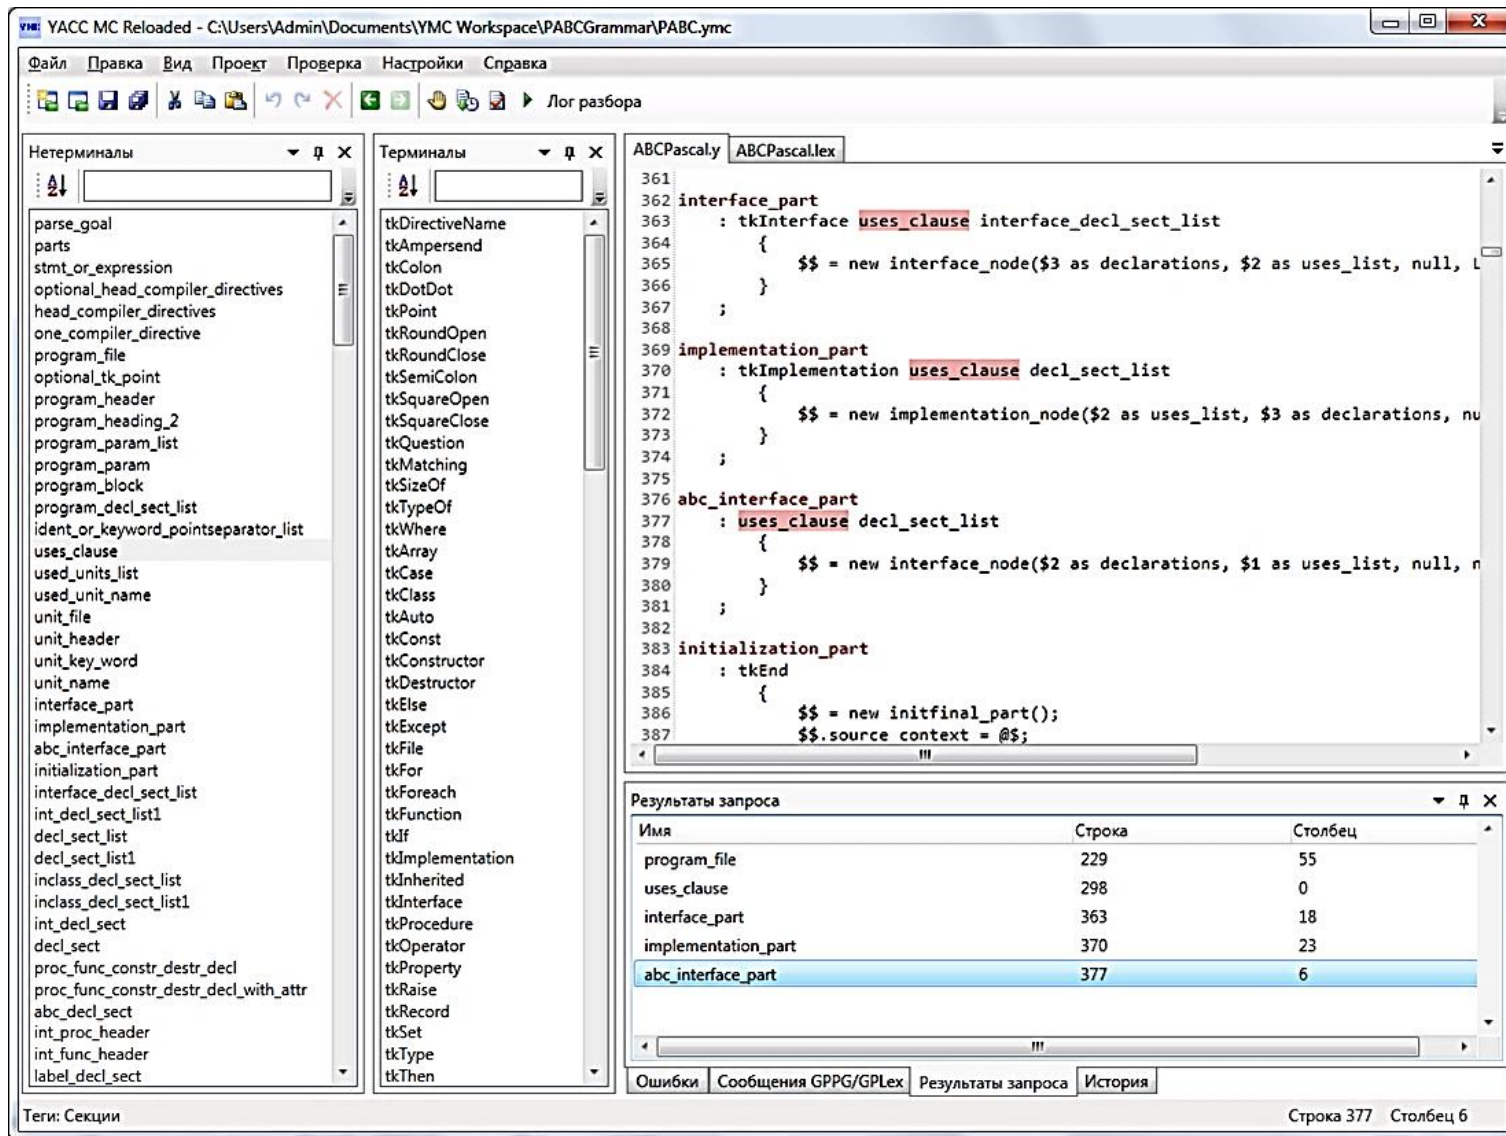 YACC MC Reloaded - C:\Users\Admin\Documents\YMC Workspace\PABCGrammar\PABC.ymc
Файл Правка Вид Проект Проверка Настройки Справка
Лог разбора
Нетерминалы
parse_goal
parts
stmt_or_expression
optional_head_compiler_directives
head_compiler_directives
one_compiler_directive
program_file
optional_tk_point
program_header
program_heading_2
program_param_list
program_param
program_block
program_decl_sect_list
ident_or_keyword_pointseparator_list
uses_clause
used_units_list
used_unit_name
unit_file
unit_header
unit_key_word
unit_name
interface_part
implementation_part
abc_interface_part
initialization_part
interface_decl_sect_list
int_decl_sect_list1
decl_sect_list
decl_sect_list1
inclass_decl_sect_list
inclass_decl_sect_list1
int_decl_sect
decl_sect
proc_func_constr_destr_decl
proc_func_constr_destr_decl_with_attr
abc_decl_sect
int_proc_header
int_func_header
label_decl_sect
Терминалы
tkDirectiveName
tkAmpersend
tkColon
tkDotDot
tkPoint
tkRoundOpen
tkRoundClose
tkSemiColon
tkSquareOpen
tkSquareClose
tkQuestion
tkMatching
tkSizeOf
tkTypeOf
tkWhere
tkArray
tkCase
tkClass
tkAuto
tkConst
tkConstructor
tkDestructor
tkElse
tkExcept
tkFile
tkFor
tkForeach
tkFunction
tkIf
tkImplementation
tkInherited
tkInterface
tkProcedure
tkOperator
tkProperty
tkRaise
tkRecord
tkSet
tkType
tkThen
ABCPascal.y ABCPascal.lex
361
362 interface_part
363 : tkInterface uses_clause interface_decl_sect_list
364 {
365 $$ = new interface_node($3 as declarations, $2 as uses_list, null, L
366 }
367 ;
368
369 implementation_part
370 : tkImplementation uses_clause decl_sect_list
371 {
372 $$ = new implementation_node($2 as uses_list, $3 as declarations, nu
373 }
374 ;
375
376 abc_interface_part
377 : uses_clause decl_sect_list
378 {
379 $$ = new interface_node($2 as declarations, $1 as uses_list, null, n
380 }
381 ;
382
383 initialization_part
384 : tkEnd
385 {
386 $$ = new initfinal_part();
387 $$.source_context = @$;
Результаты запроса
Имя Строка Столбец
program_file 229 55
uses_clause 298 0
interface_part 363 18
implementation_part 370 23
abc_interface_part 377 6
Ошибки Сообщения GPPG/GPLex Результаты запроса История
Теги: Секции Строка 377 Столбец 6